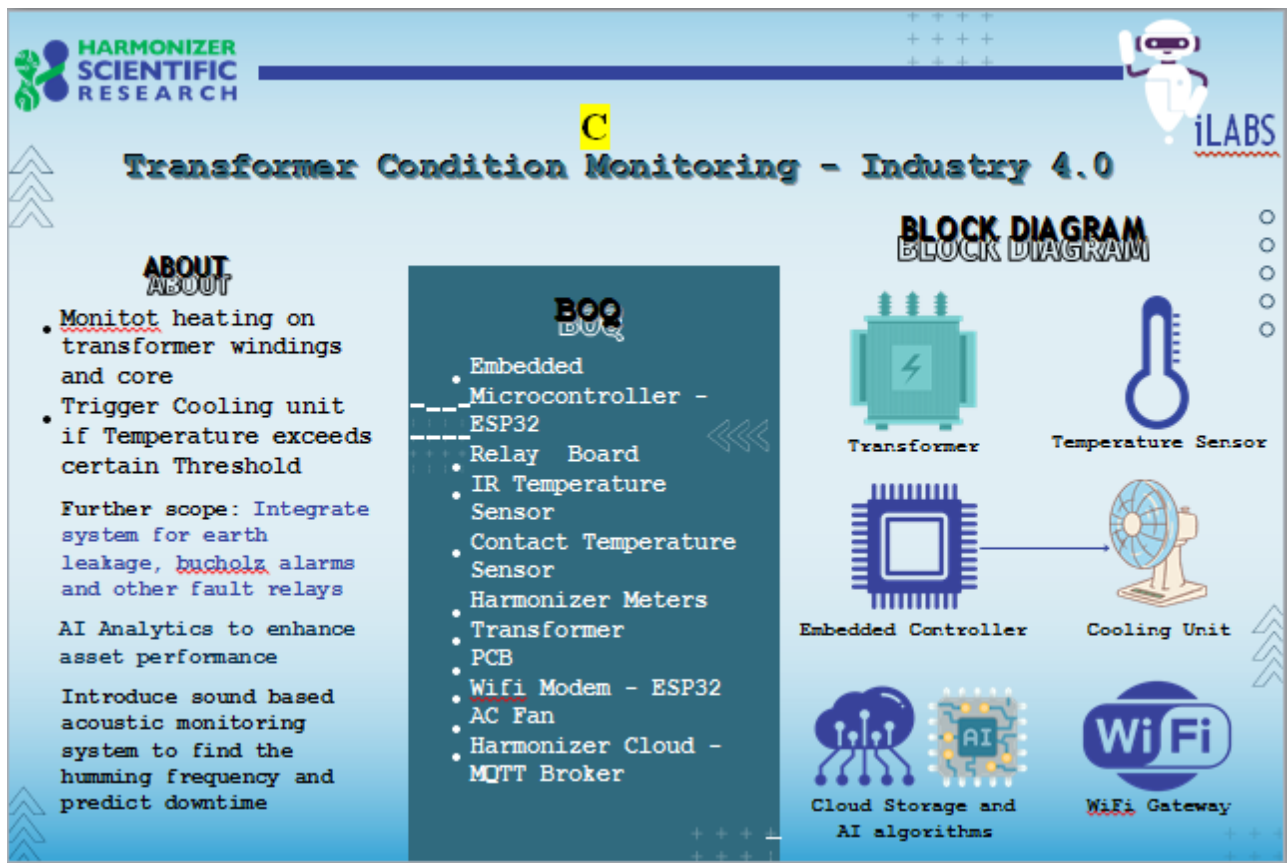 HARMONIZER
SCIENTIFIC
RESEARCH
iLABS
C
Transformer Condition Monitoring - Industry 4.0
ABOUT
Monitot heating on
transformer windings
and core
Trigger Cooling unit
if Temperature exceeds
certain Threshold
Further scope: Integrate
system for earth
leakage, bucholz alarms
and other fault relays
AI Analytics to enhance
asset performance
Introduce sound based
acoustic monitoring
system to find the
humming frequency and
predict downtime
BOQ
Embedded
Microcontroller -
ESP32
Relay Board
IR Temperature
Sensor
Contact Temperature
Sensor
Harmonizer Meters
Transformer
PCB
Wifi Modem - ESP32
AC Fan
Harmonizer Cloud -
MQTT Broker
BLOCK DIAGRAM
Transformer
Temperature Sensor
Embedded Controller
Cooling Unit
AI
Cloud Storage and
AI algorithms
WiFi
WiFi Gateway